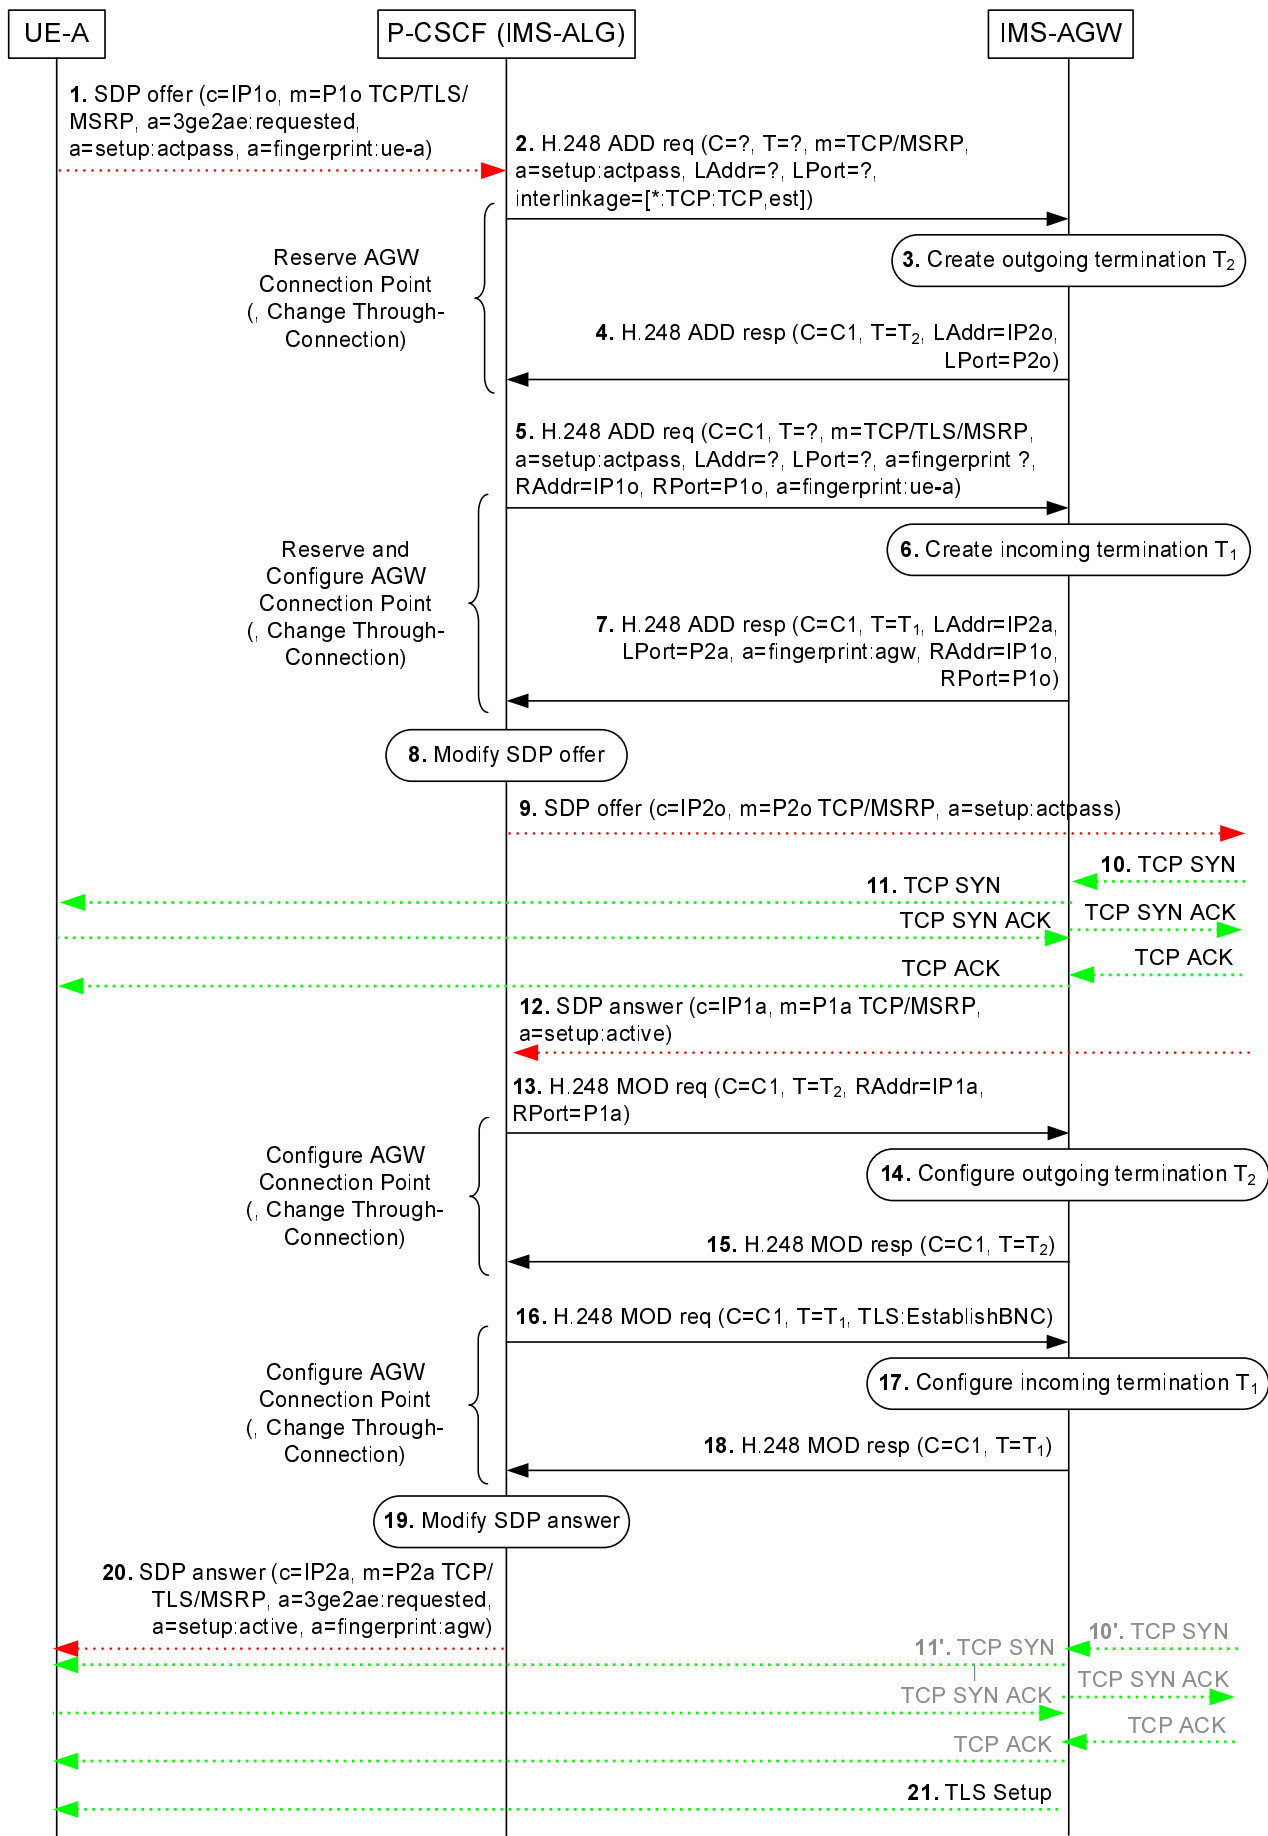 UE-A
P-CSCF (IMS-ALG)
IMS-AGW
1. SDP offer (c=IP1o, m=P1o TCP/TLS/
MSRP, a=3ge2ae:requested,
a=setup:actpass, a=fingerprint:ue-a)
2. H.248 ADD req (C=?, T=?, m=TCP/MSRP,
a=setup:actpass, LAddr=?, LPort=?,
interlinkage=[*:TCP:TCP,est])
Reserve AGW
Connection Point
(, Change Through-
Connection)
3. Create outgoing termination T2
4. H.248 ADD resp (C=C1, T=T2, LAddr=IP2o,
LPort=P2o)
5. H.248 ADD req (C=C1, T=?, m=TCP/TLS/MSRP,
a=setup:actpass, LAddr=?, LPort=?, a=fingerprint ?,
RAddr=IP1o, RPort=P1o, a=fingerprint:ue-a)
Reserve and
Configure AGW
Connection Point
(, Change Through-
Connection)
6. Create incoming termination T1
7. H.248 ADD resp (C=C1, T=T1, LAddr=IP2a,
LPort=P2a, a=fingerprint:agw, RAddr=IP1o,
RPort=P1o)
8. Modify SDP offer
9. SDP offer (c=IP2o, m=P2o TCP/MSRP, a=setup:actpass)
10. TCP SYN
11. TCP SYN
TCP SYN ACK
TCP SYN ACK
TCP ACK
TCP ACK
12. SDP answer (c=IP1a, m=P1a TCP/MSRP,
a=setup:active)
13. H.248 MOD req (C=C1, T=T2, RAddr=IP1a,
RPort=P1a)
Configure AGW
Connection Point
(, Change Through-
Connection)
14. Configure outgoing termination T2
15. H.248 MOD resp (C=C1, T=T2)
16. H.248 MOD req (C=C1, T=T1, TLS:EstablishBNC)
Configure AGW
Connection Point
(, Change Through-
Connection)
17. Configure incoming termination T1
18. H.248 MOD resp (C=C1, T=T1)
19. Modify SDP answer
20. SDP answer (c=IP2a, m=P2a TCP/
TLS/MSRP, a=3ge2ae:requested,
a=setup:active, a=fingerprint:agw)
10'. TCP SYN
11'. TCP SYN
TCP SYN ACK
TCP SYN ACK
TCP ACK
TCP ACK
21. TLS Setup